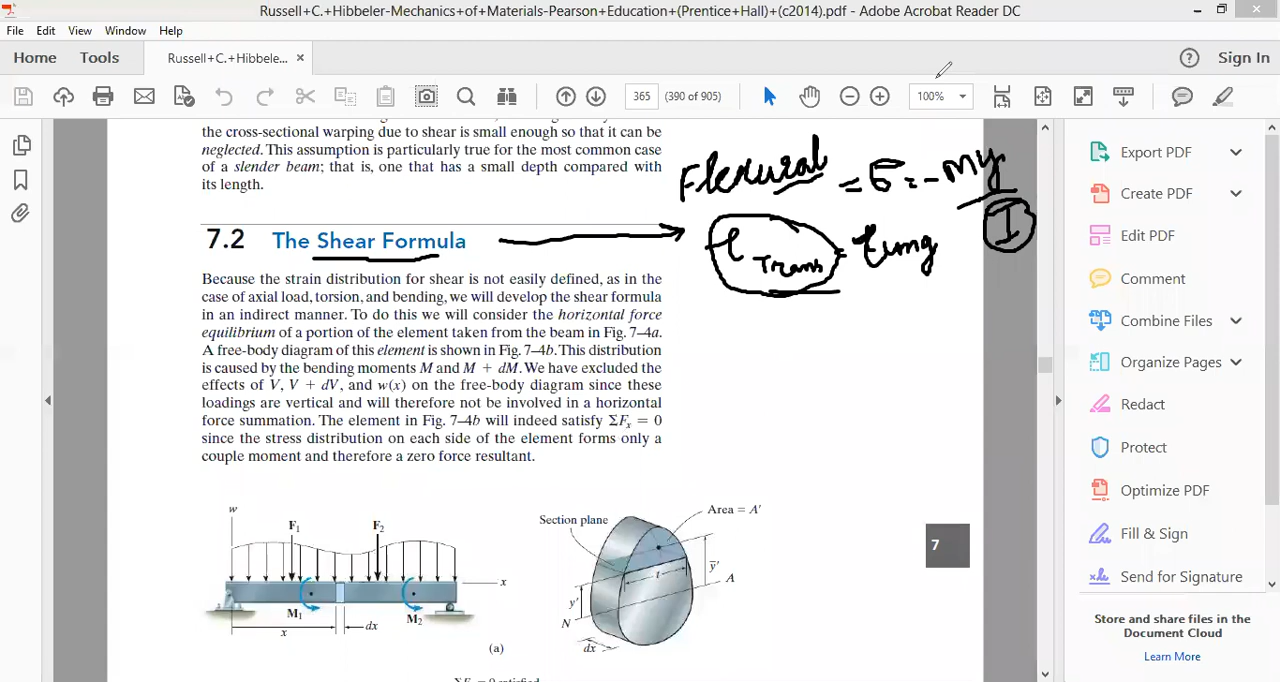 Russell+C.+Hibbeler-Mechanics+of+Materials-Pearson+Education+(Prentice+Hall)+(c2014).pdf - Adobe Acrobat Reader DC
File Edit View Window Help
Home Tools Russell+C.+Hibbele... × ? Sign In
365 (390 of 905) 100%
the cross-sectional warping due to shear is small enough so that it can be
neglected. This assumption is particularly true for the most common case
of a slender beam; that is, one that has a small depth compared with
its length.
Flexural = σ = -My
I
τ Trans = τ
7.2 The Shear Formula
Because the strain distribution for shear is not easily defined, as in the
case of axial load, torsion, and bending, we will develop the shear formula
in an indirect manner. To do this we will consider the horizontal force
equilibrium of a portion of the element taken from the beam in Fig. 7–4a.
A free-body diagram of this element is shown in Fig. 7–4b. This distribution
is caused by the bending moments M and M + dM. We have excluded the
effects of V, V + dV, and w(x) on the free-body diagram since these
loadings are vertical and will therefore not be involved in a horizontal
force summation. The element in Fig. 7–4b will indeed satisfy ΣFx = 0
since the stress distribution on each side of the element forms only a
couple moment and therefore a zero force resultant.
w
F1 F2
x
M1 M2
x dx
(a)
Section plane
Area = A′
t
y̅′
A
y′
N
dx
7
ΣFx = 0 satisfied
Export PDF
Create PDF
Edit PDF
Comment
Combine Files
Organize Pages
Redact
Protect
Optimize PDF
Fill & Sign
Send for Signature
Store and share files in the
Document Cloud
Learn More